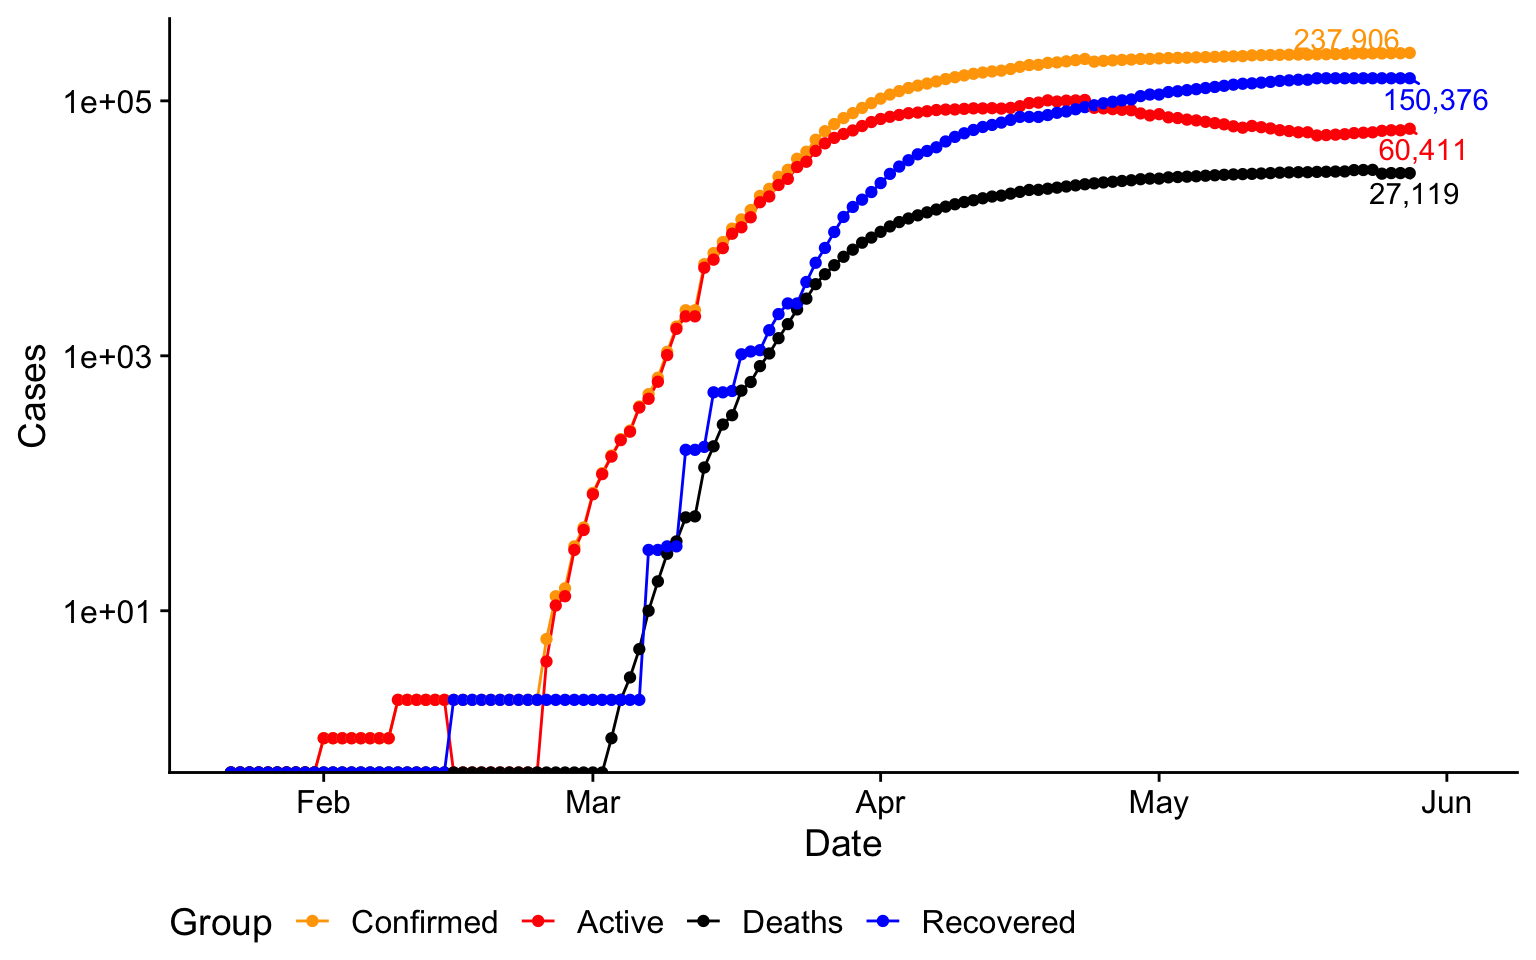 237,906
1e+05
150,376
60,411
27,119
1e+03
Cases
1e+01
Feb Mar Apr May Jun
Date
Group Confirmed Active Deaths Recovered